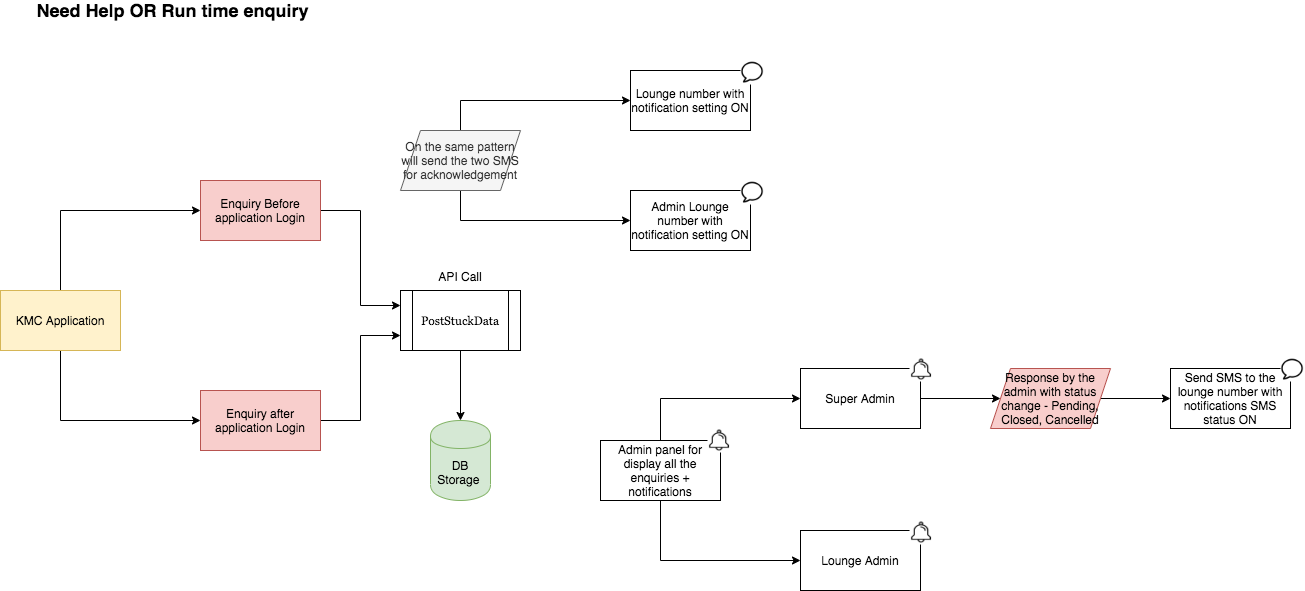 Need Help OR Run time enquiry
Lounge number with
notification setting ON
On the same pattern
will send the two SMS
for acknowledgement
Admin Lounge
number with
notification setting ON
Enquiry Before
application Login
API Call
KMC Application
PostStuckData
Enquiry after
application Login
DB
Storage
Admin panel for
display all the
enquiries +
notifications
Super Admin
Response by the
admin with status
change - Pending,
Closed, Cancelled
Send SMS to the
lounge number with
notifications SMS
status ON
Lounge Admin